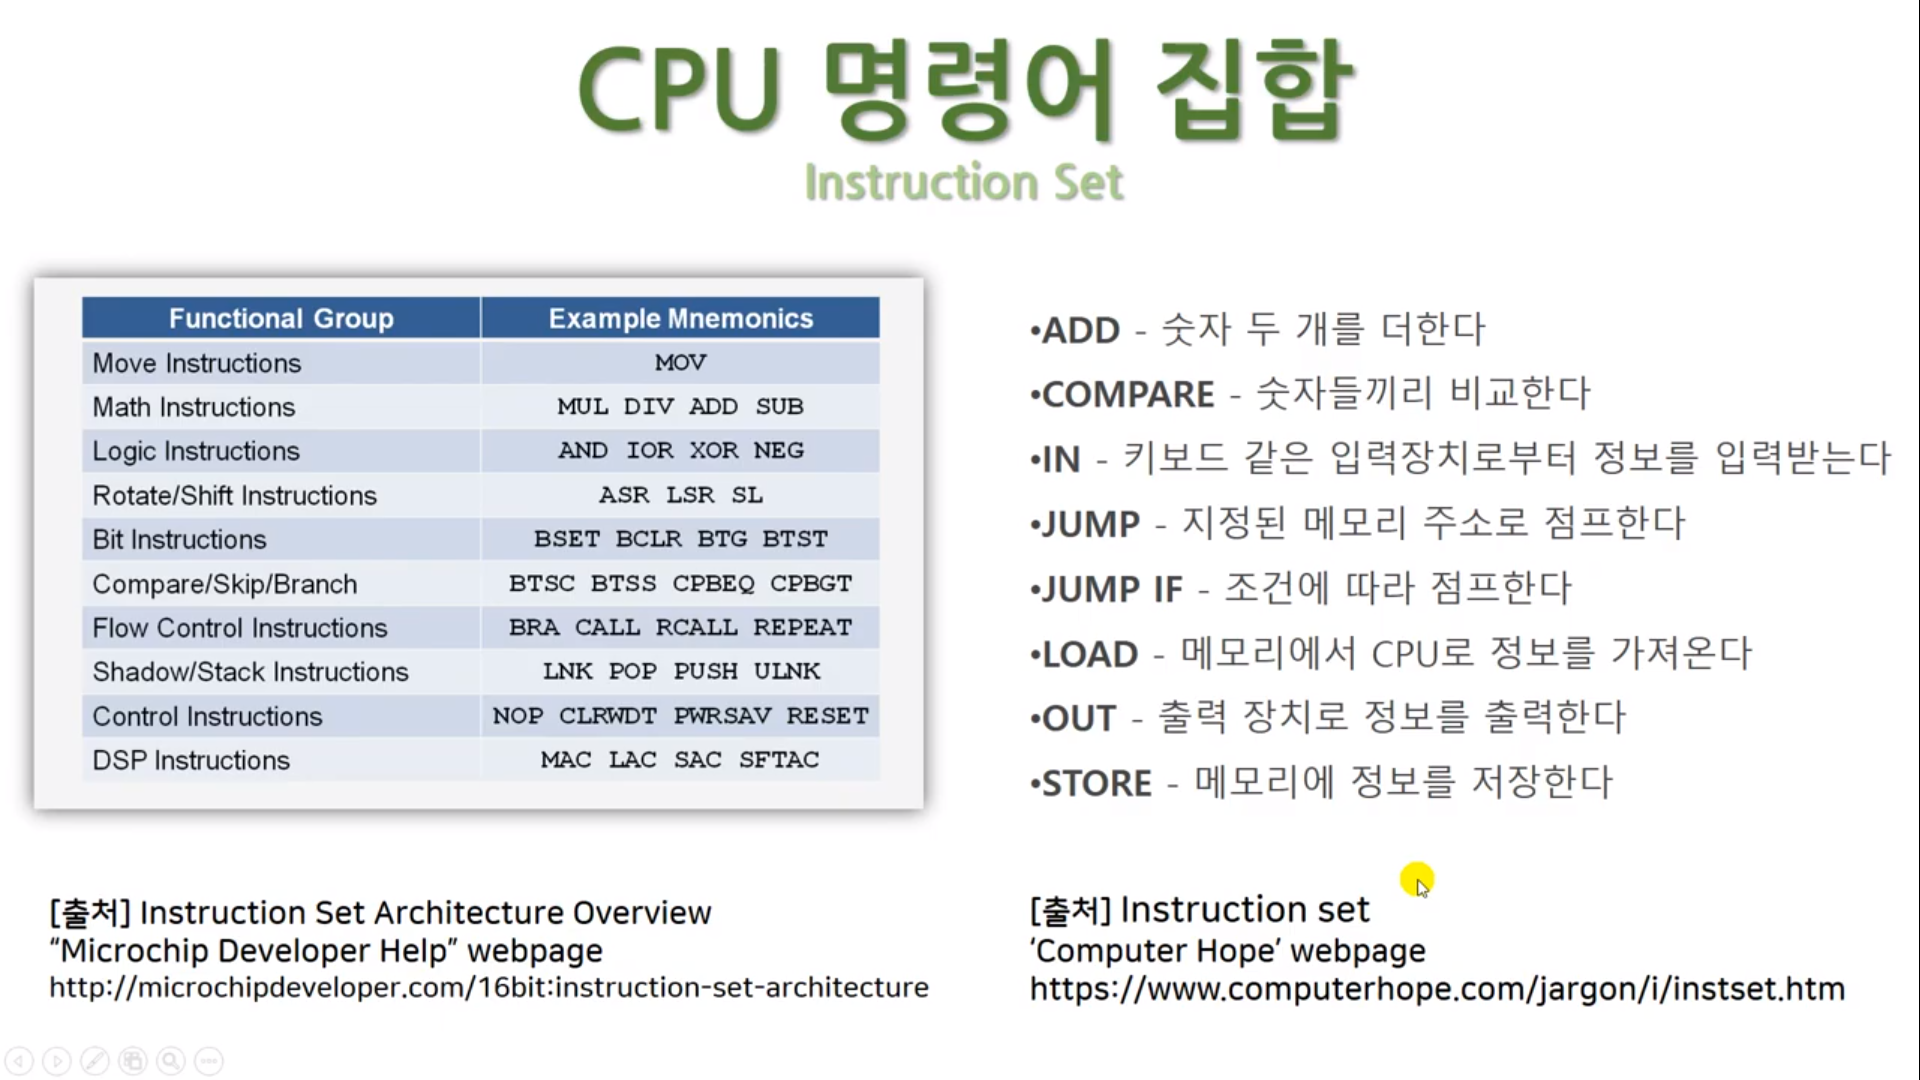 CPU 명령어 집합
Instruction Set
Functional Group Example Mnemonics
Move Instructions MOV
Math Instructions MUL DIV ADD SUB
Logic Instructions AND IOR XOR NEG
Rotate/Shift Instructions ASR LSR SL
Bit Instructions BSET BCLR BTG BTST
Compare/Skip/Branch BTSC BTSS CPBEQ CPBGT
Flow Control Instructions BRA CALL RCALL REPEAT
Shadow/Stack Instructions LNK POP PUSH ULNK
Control Instructions NOP CLRWDT PWRSAV RESET
DSP Instructions MAC LAC SAC SFTAC
[출처] Instruction Set Architecture Overview
“Microchip Developer Help” webpage
http://microchipdeveloper.com/16bit:instruction-set-architecture
•ADD - 숫자 두 개를 더한다
•COMPARE - 숫자들끼리 비교한다
•IN - 키보드 같은 입력장치로부터 정보를 입력받는다
•JUMP - 지정된 메모리 주소로 점프한다
•JUMP IF - 조건에 따라 점프한다
•LOAD - 메모리에서 CPU로 정보를 가져온다
•OUT - 출력 장치로 정보를 출력한다
•STORE - 메모리에 정보를 저장한다
[출처] Instruction set
‘Computer Hope’ webpage
https://www.computerhope.com/jargon/i/instset.htm